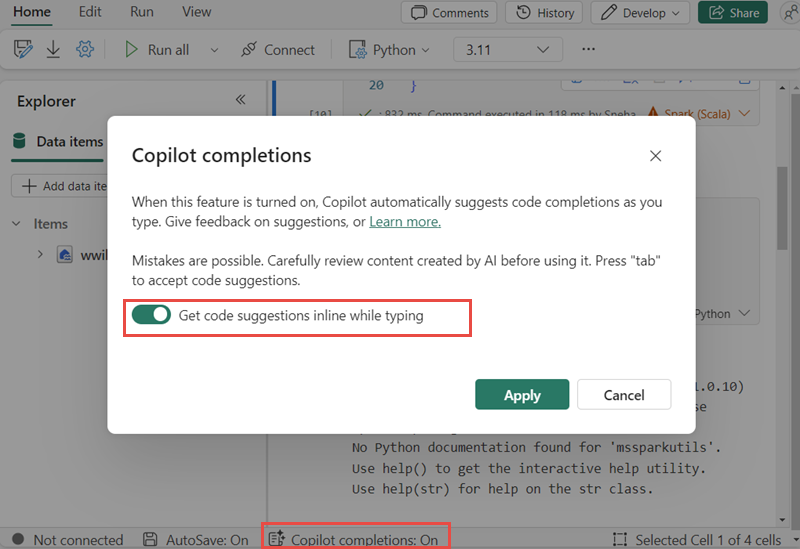 Home Edit Run View Comments History Develop Share
Run all Connect Python 3.11 ...
20 }
Explorer
[10] : 832 ms. Command executed in 118 ms by Sneha Spark (Scala)
Data items
Copilot completions
Add data ite
When this feature is turned on, Copilot automatically suggests code completions as you
type. Give feedback on suggestions, or Learn more.
Items
wwil
Mistakes are possible. Carefully review content created by AI before using it. Press "tab"
to accept code suggestions.
Get code suggestions inline while typing
Python
1.0.10)
Apply Cancel
se
No Python documentation found for 'mssparkutils'.
Use help() to get the interactive help utility.
Use help(str) for help on the str class.
Not connected AutoSave: On Copilot completions: On Selected Cell 1 of 4 cells